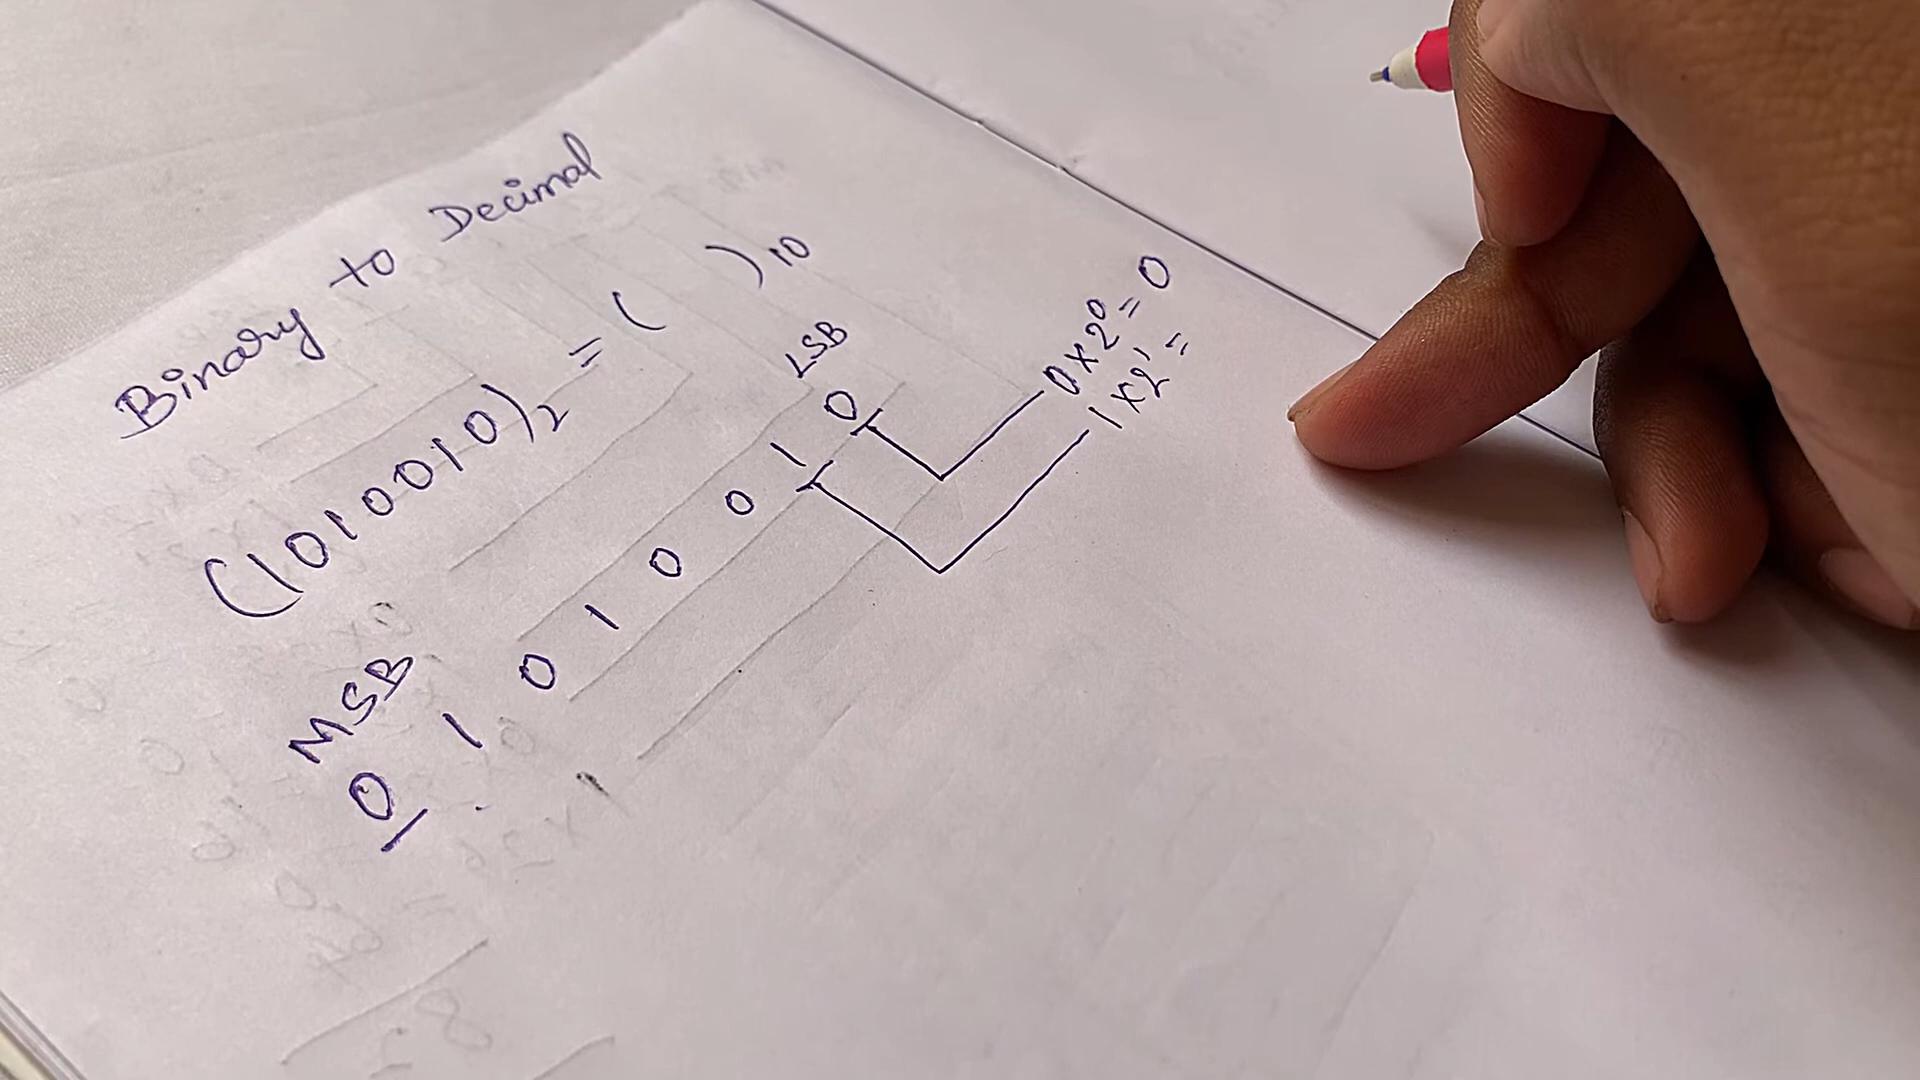 Binary to Decimal
(1010010)₂ = ( )₁₀
MSB LSB
0 1 0 1 0 0 1 0
0×2⁰ = 0
1×2¹ =